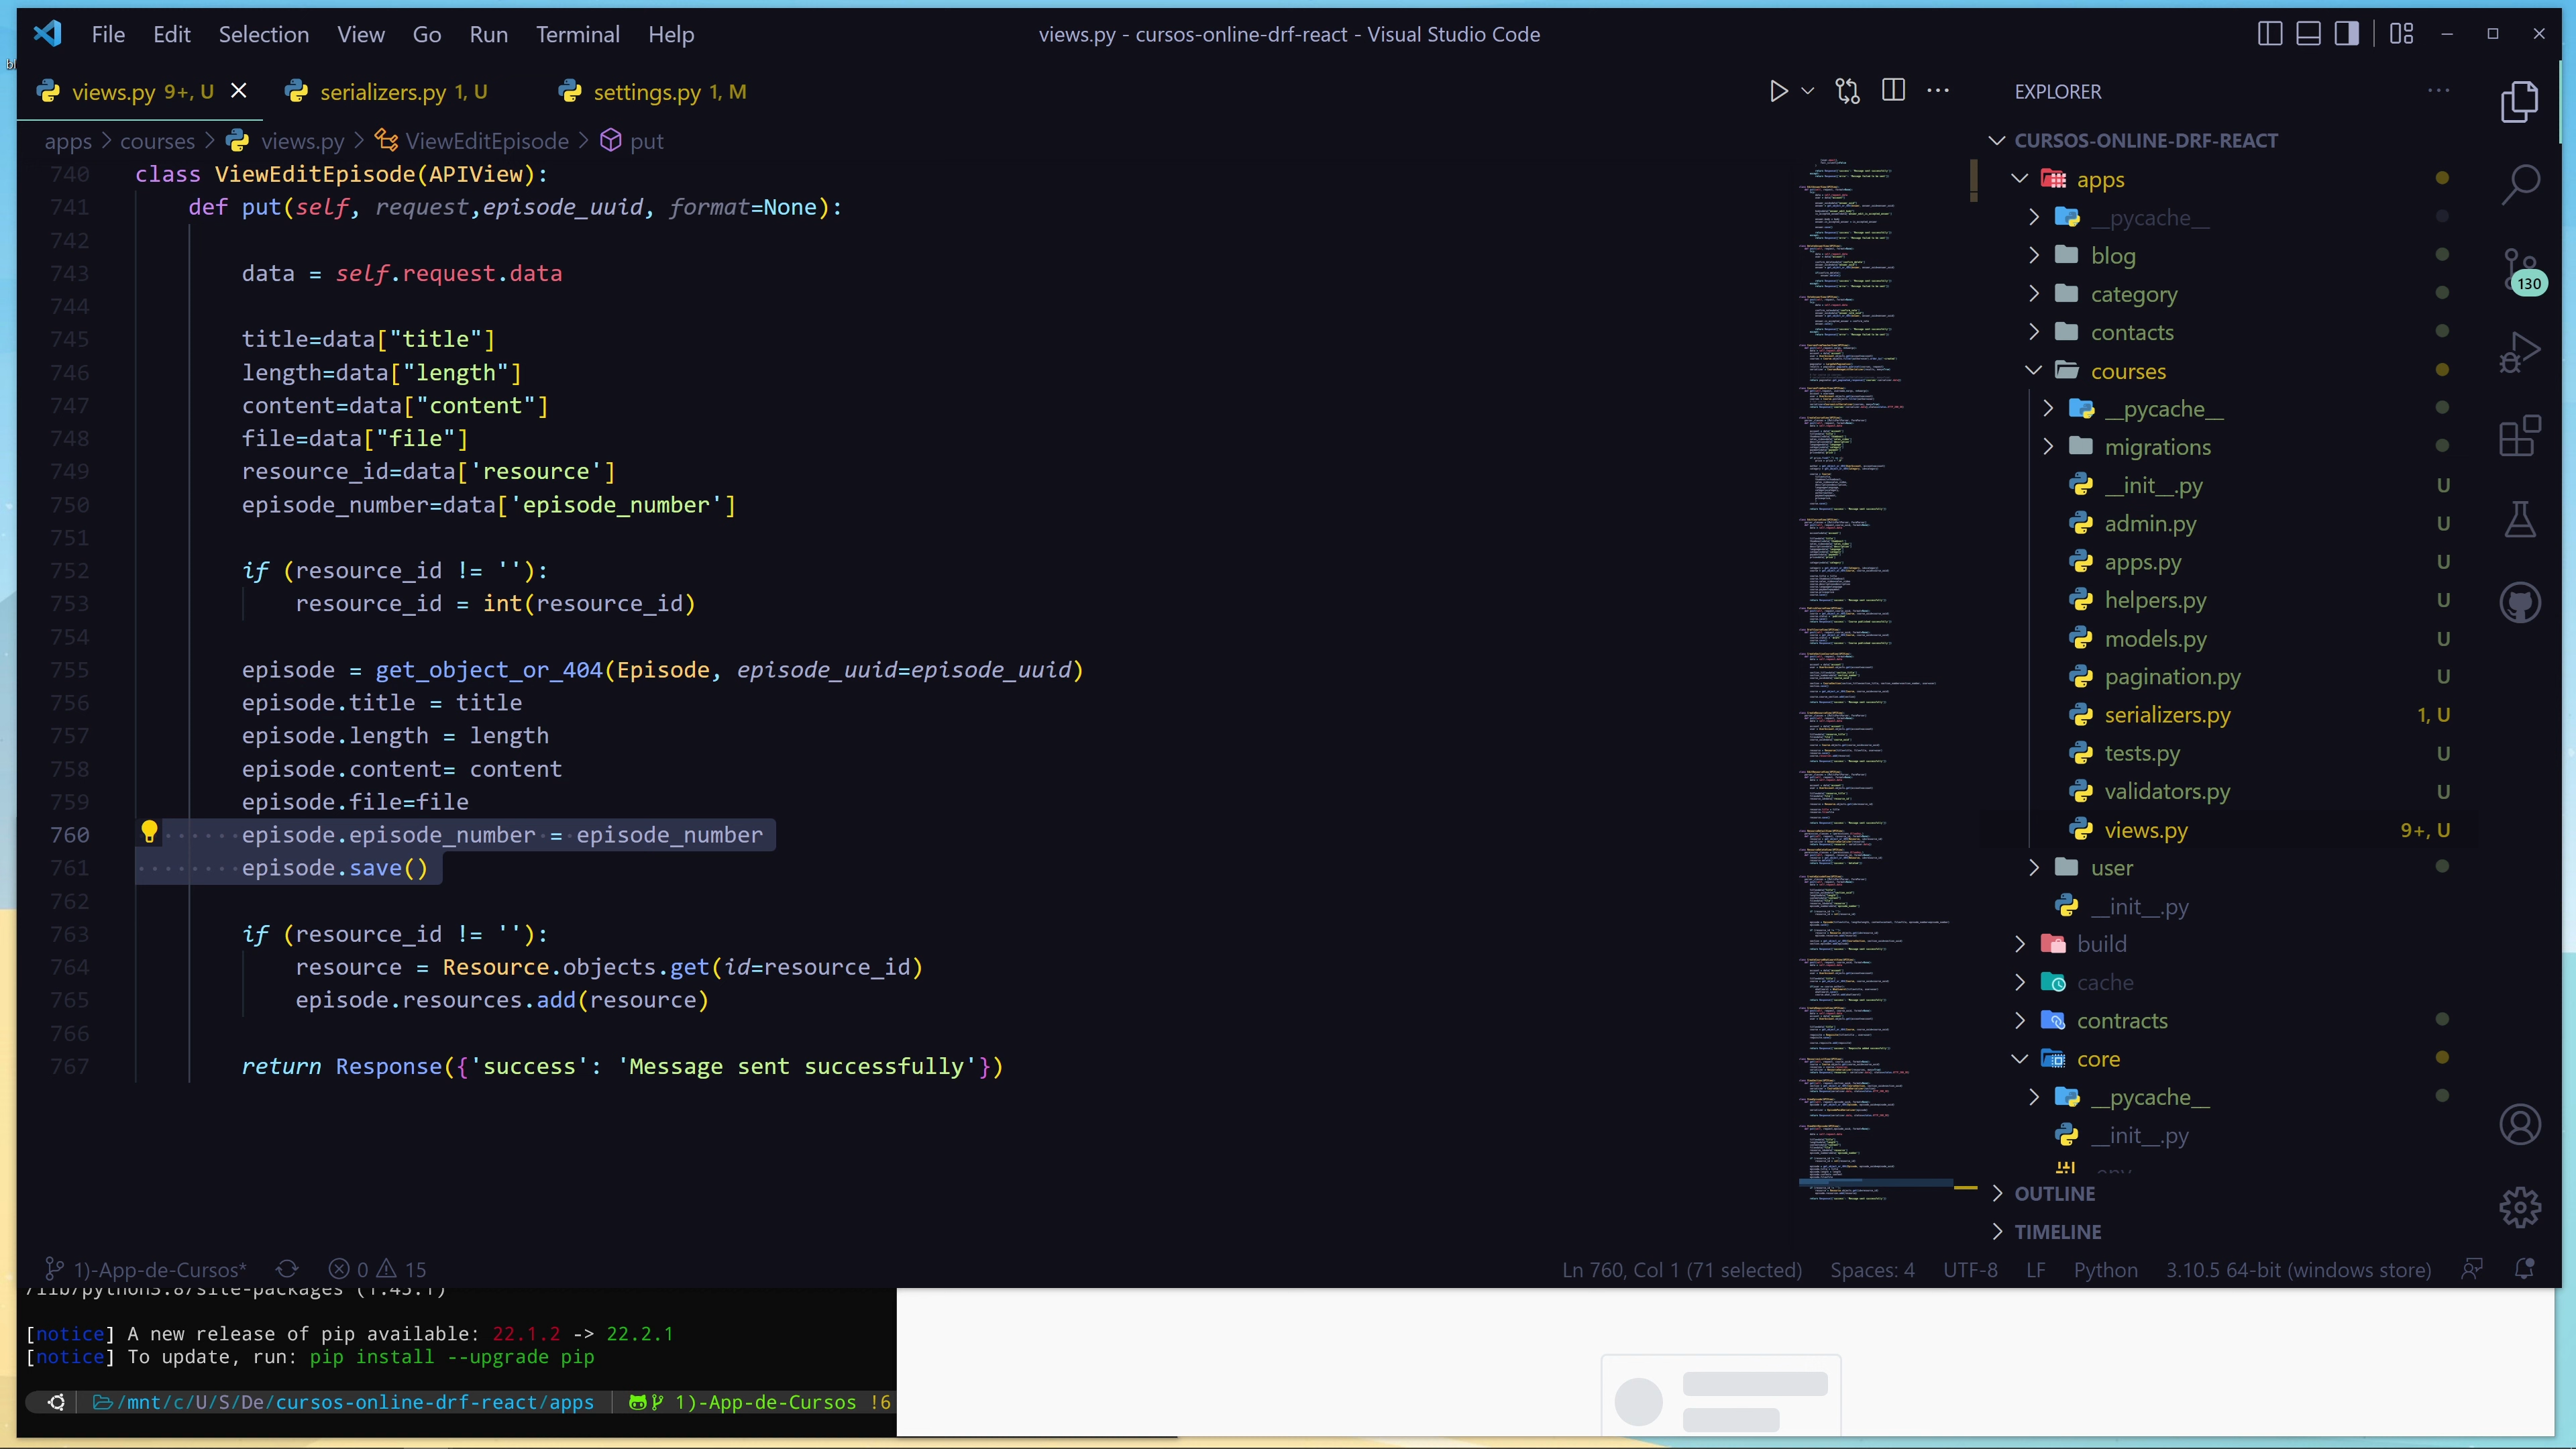 File Edit Selection View Go Run Terminal Help
views.py - cursos-online-drf-react - Visual Studio Code
views.py 9+, U
serializers.py 1, U
settings.py 1, M
apps > courses > views.py > ViewEditEpisode > put
740 class ViewEditEpisode(APIView):
741 def put(self, request,episode_uuid, format=None):
742
743 data = self.request.data
744
745 title=data["title"]
746 length=data["length"]
747 content=data["content"]
748 file=data["file"]
749 resource_id=data['resource']
750 episode_number=data['episode_number']
751
752 if (resource_id != ''):
753 resource_id = int(resource_id)
754
755 episode = get_object_or_404(Episode, episode_uuid=episode_uuid)
756 episode.title = title
757 episode.length = length
758 episode.content= content
759 episode.file=file
760 episode.episode_number = episode_number
761 episode.save()
762
763 if (resource_id != ''):
764 resource = Resource.objects.get(id=resource_id)
765 episode.resources.add(resource)
766
767 return Response({'success': 'Message sent successfully'})
EXPLORER
CURSOS-ONLINE-DRF-REACT
apps
__pycache__
blog
category
contacts
courses
__pycache__
migrations
__init__.py U
admin.py U
apps.py U
helpers.py U
models.py U
pagination.py U
serializers.py 1, U
tests.py U
validators.py U
views.py 9+, U
user
__init__.py
build
cache
contracts
core
__pycache__
__init__.py
.env
OUTLINE
TIMELINE
130
1)-App-de-Cursos* 0 15
Ln 760, Col 1 (71 selected) Spaces: 4 UTF-8 LF Python 3.10.5 64-bit (windows store)
/lib/python3.8/site-packages (1.45.1)
[notice] A new release of pip available: 22.1.2 -> 22.2.1
[notice] To update, run: pip install --upgrade pip
/mnt/c/U/S/De/cursos-online-drf-react/apps 1)-App-de-Cursos !6